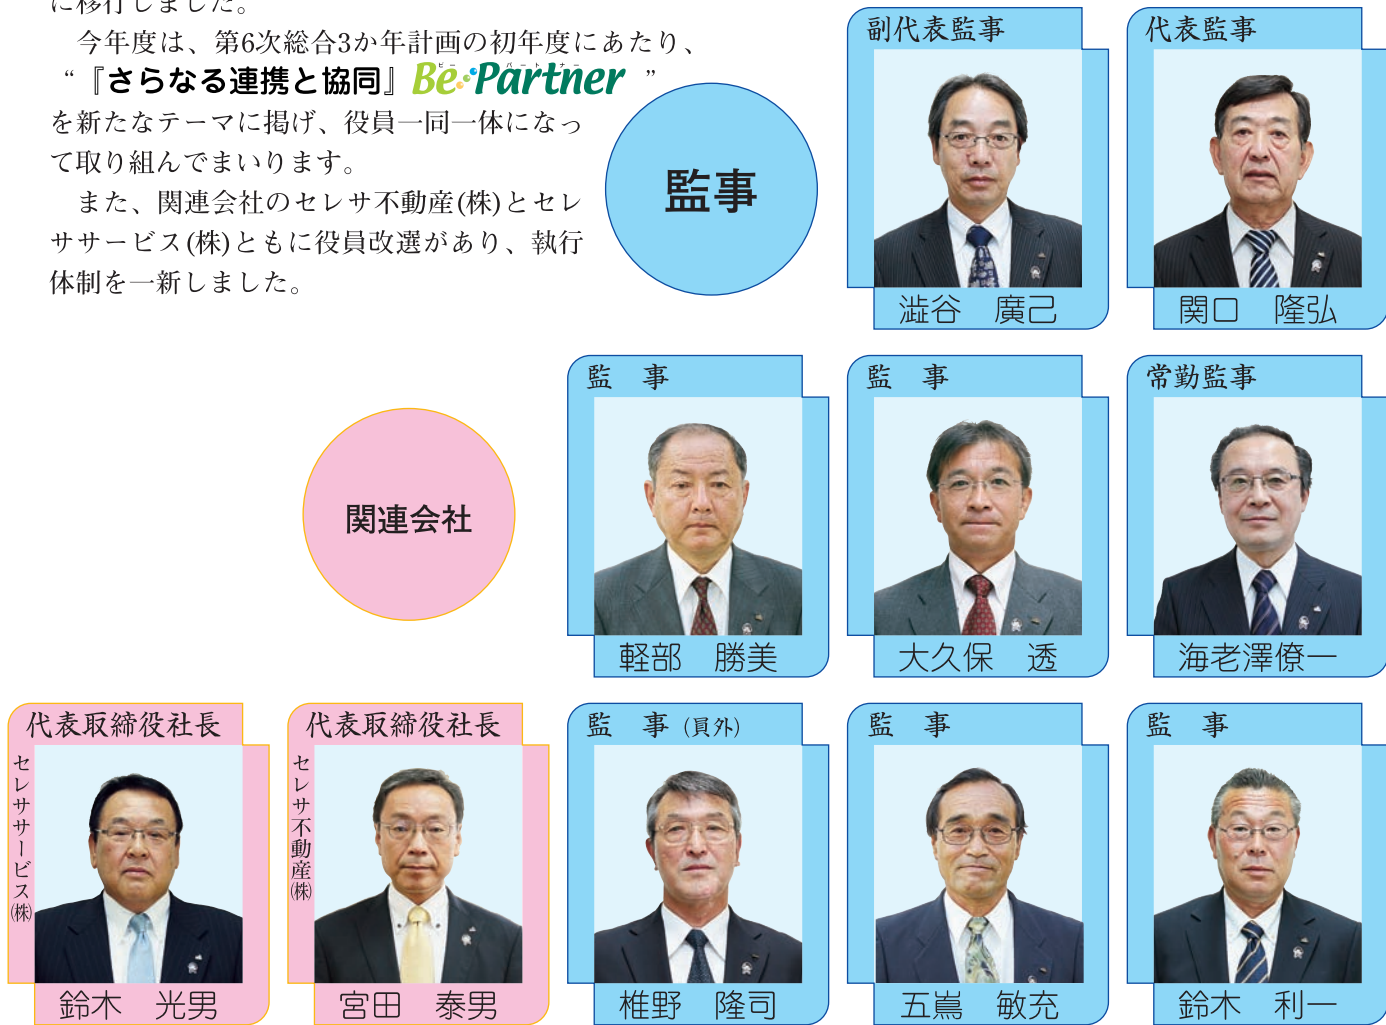 に移行しました。
　今年度は、第6次総合3か年計画の初年度にあたり、
“『さらなる連携と協同』Be Partner”
ビー パートナー
を新たなテーマに掲げ、役員一同一体になっ
て取り組んでまいります。
　また、関連会社のセレサ不動産(株)とセレ
ササービス(株)ともに役員改選があり、執行
体制を一新しました。
監事
副代表監事
澁谷　廣己
代表監事
関口　隆弘
関連会社
監　事
軽部　勝美
監　事
大久保　透
常勤監事
海老澤僚一
代表取締役社長
セレササービス㈱
鈴木　光男
代表取締役社長
セレサ不動産㈱
宮田　泰男
監　事（員外）
椎野　隆司
監　事
五嶌　敏充
監　事
鈴木　利一